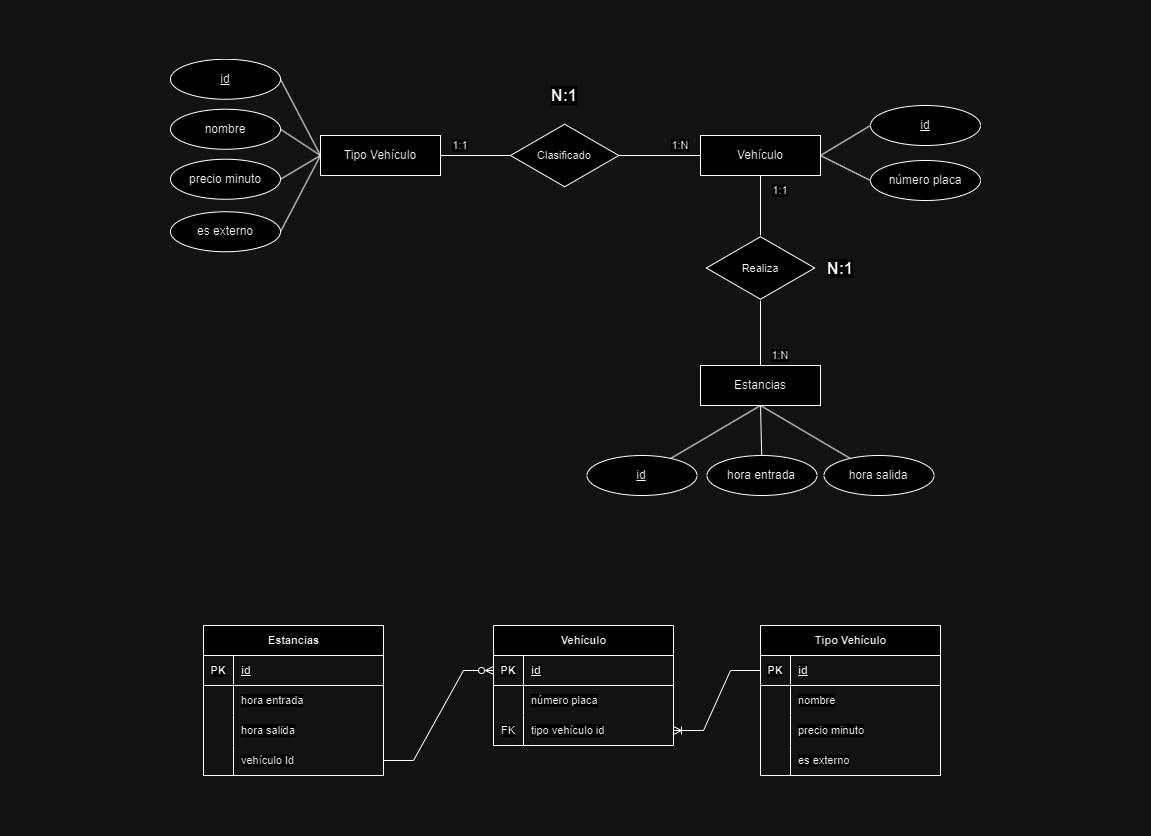 id
nombre
precio minuto
es externo
Tipo Vehículo
1:1
N:1
Clasificado
1:N
Vehículo
id
número placa
1:1
Realiza
N:1
1:N
Estancias
id
hora entrada
hora salida
Estancias
PK id
hora entrada
hora salida
vehículo Id
Vehículo
PK id
número placa
FK tipo vehículo id
Tipo Vehículo
PK id
nombre
precio minuto
es externo